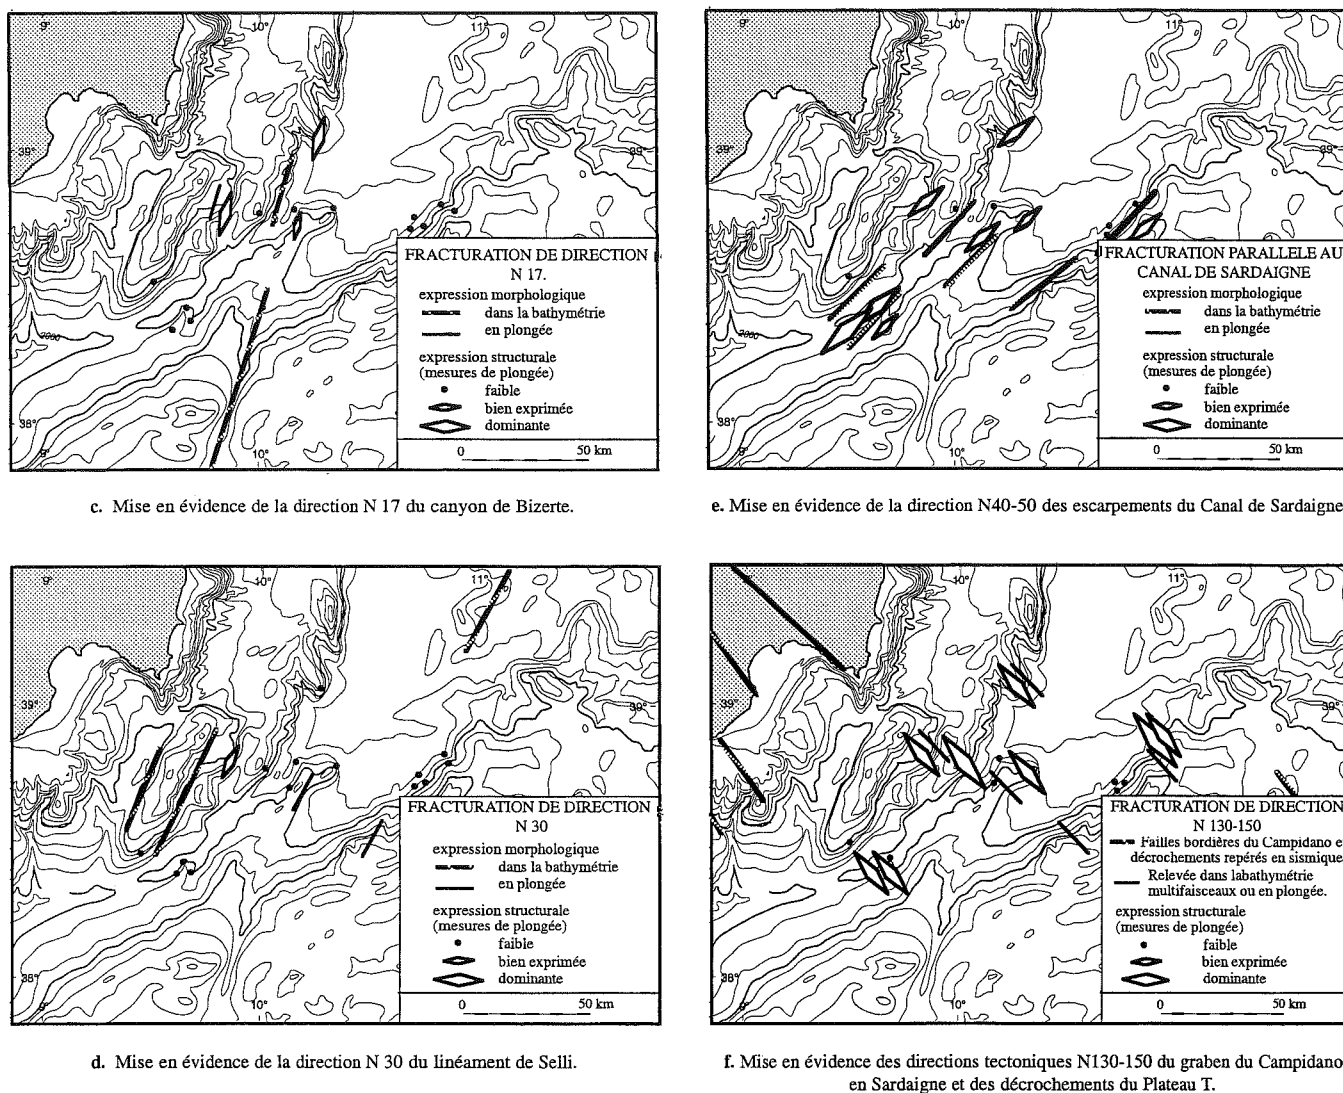 9°
10°
11°
39°
38°
2000
9°
10°
FRACTURATION DE DIRECTION
N 17.
expression morphologique
dans la bathymétrie
en plongée
expression structurale
(mesures de plongée)
faible
bien exprimée
dominante
0 50 km
c. Mise en évidence de la direction N 17 du canyon de Bizerte.
10°
11°
39°
39°
38°
2000
9°
10°
FRACTURATION PARALLELE AU
CANAL DE SARDAIGNE
expression morphologique
dans la bathymétrie
en plongée
expression structurale
(mesures de plongée)
faible
bien exprimée
dominante
0 50 km
e. Mise en évidence de la direction N40-50 des escarpements du Canal de Sardaigne
9°
10°
11°
39°
39°
38°
9°
10°
FRACTURATION DE DIRECTION
N 30
expression morphologique
dans la bathymétrie
en plongée
expression structurale
(mesures de plongée)
faible
bien exprimée
dominante
0 50 km
d. Mise en évidence de la direction N 30 du linéament de Selli.
10°
11°
39°
39°
38°
9°
10°
FRACTURATION DE DIRECTION
N 130-150
Failles bordières du Campidano e
décrochements repérés en sismique
Relevée dans labathymétrie
multifaisceaux ou en plongée.
expression structurale
(mesures de plongée)
faible
bien exprimée
dominante
0 50 km
f. Mise en évidence des directions tectoniques N130-150 du graben du Campidano
en Sardaigne et des décrochements du Plateau T.